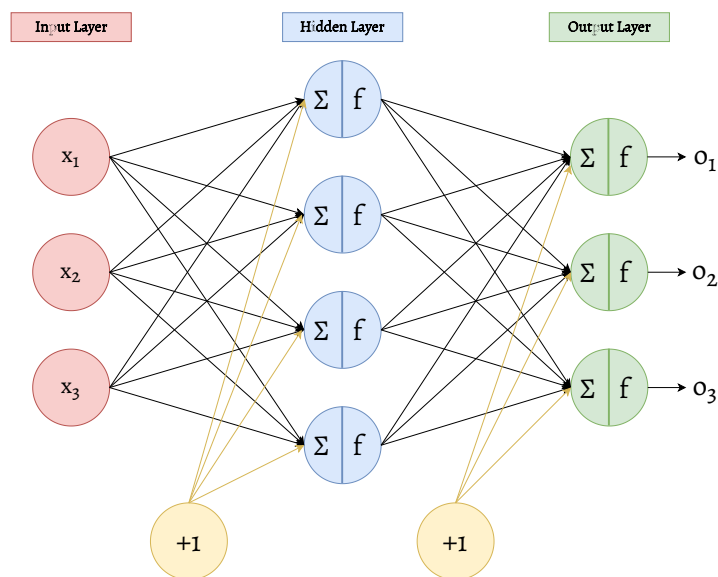 Input Layer
Hidden Layer
Output Layer
Σ f
x₁
Σ f
o₁
Σ f
x₂
Σ f
o₂
Σ f
x₃
Σ f
o₃
Σ f
+1
+1